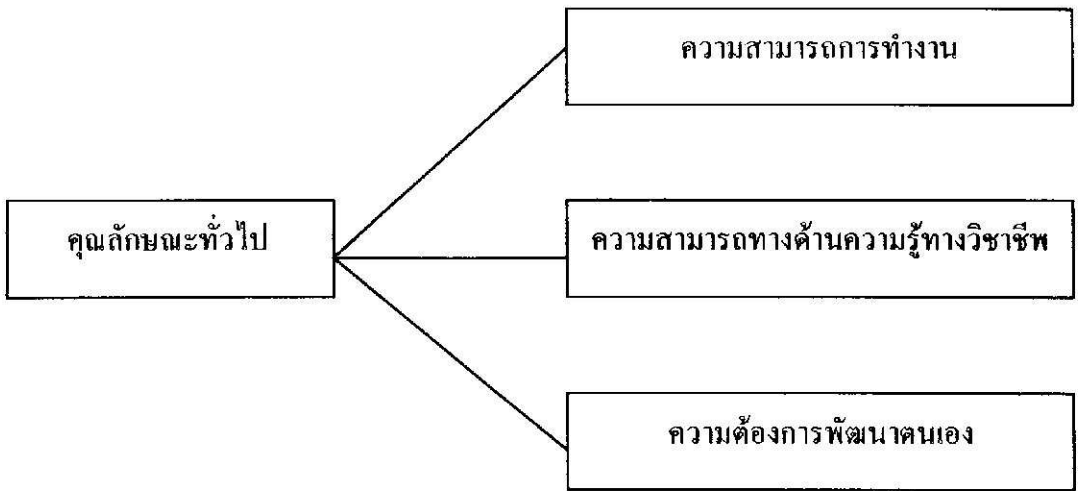 ความสามารถการทำงาน
คุณลักษณะทั่วไป
ความสามารถทางด้านความรู้ทางวิชาชีพ
ความต้องการพัฒนาตนเอง